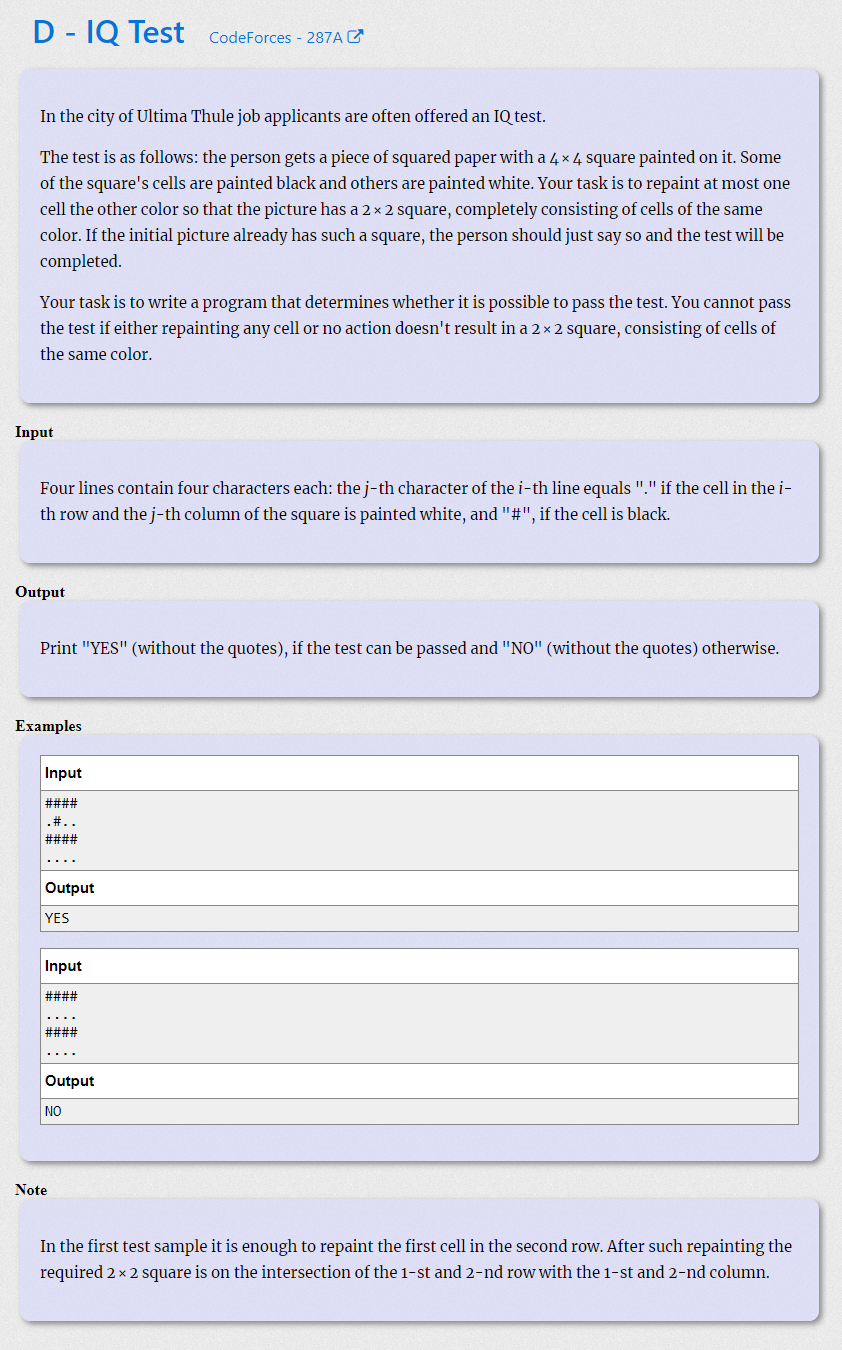 D - IQ Test CodeForces - 287A
In the city of Ultima Thule job applicants are often offered an IQ test.
The test is as follows: the person gets a piece of squared paper with a 4 × 4 square painted on it. Some
of the square's cells are painted black and others are painted white. Your task is to repaint at most one
cell the other color so that the picture has a 2 × 2 square, completely consisting of cells of the same
color. If the initial picture already has such a square, the person should just say so and the test will be
completed.
Your task is to write a program that determines whether it is possible to pass the test. You cannot pass
the test if either repainting any cell or no action doesn't result in a 2 × 2 square, consisting of cells of
the same color.
Input
Four lines contain four characters each: the j-th character of the i-th line equals "." if the cell in the i-
th row and the j-th column of the square is painted white, and "#", if the cell is black.
Output
Print "YES" (without the quotes), if the test can be passed and "NO" (without the quotes) otherwise.
Examples
Input
####
.#..
####
....
Output
YES
Input
####
....
####
....
Output
NO
Note
In the first test sample it is enough to repaint the first cell in the second row. After such repainting the
required 2 × 2 square is on the intersection of the 1-st and 2-nd row with the 1-st and 2-nd column.